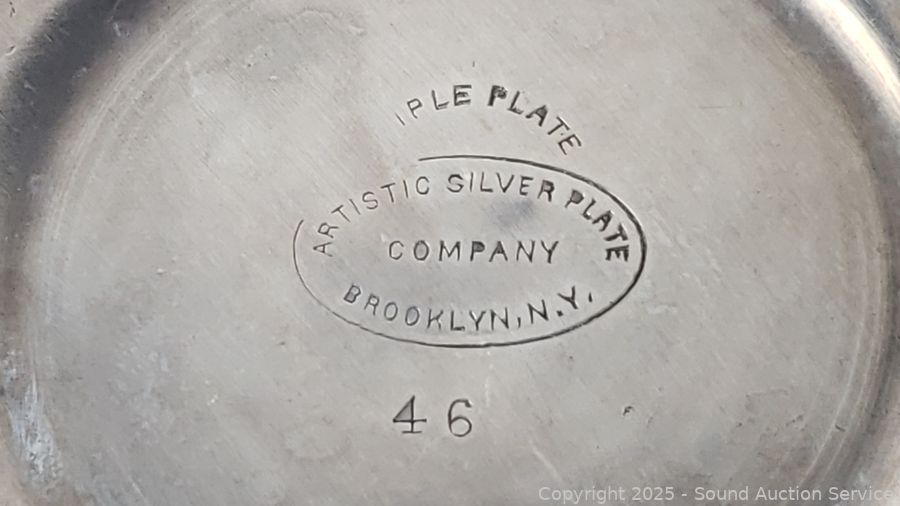 IPLE PLATE
ARTISTIC SILVER PLATE
COMPANY
BROOKLYN, N.Y.
46
Copyright 2025 - Sound Auction Service